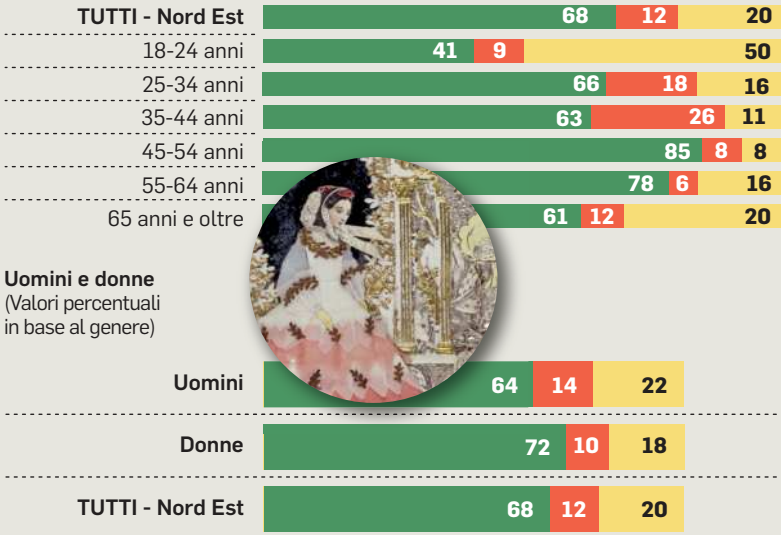 TUTTI - Nord Est 68 12 20
18-24 anni 41 9 50
25-34 anni 66 18 16
35-44 anni 63 26 11
45-54 anni 85 8 8
55-64 anni 78 6 16
65 anni e oltre 61 12 20
Uomini e donne
(Valori percentuali
in base al genere)
Uomini 64 14 22
Donne 72 10 18
TUTTI - Nord Est 68 12 20